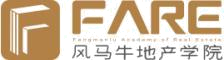 FARE
Fengmaniu Academy of Real Estate
风马牛地产学院